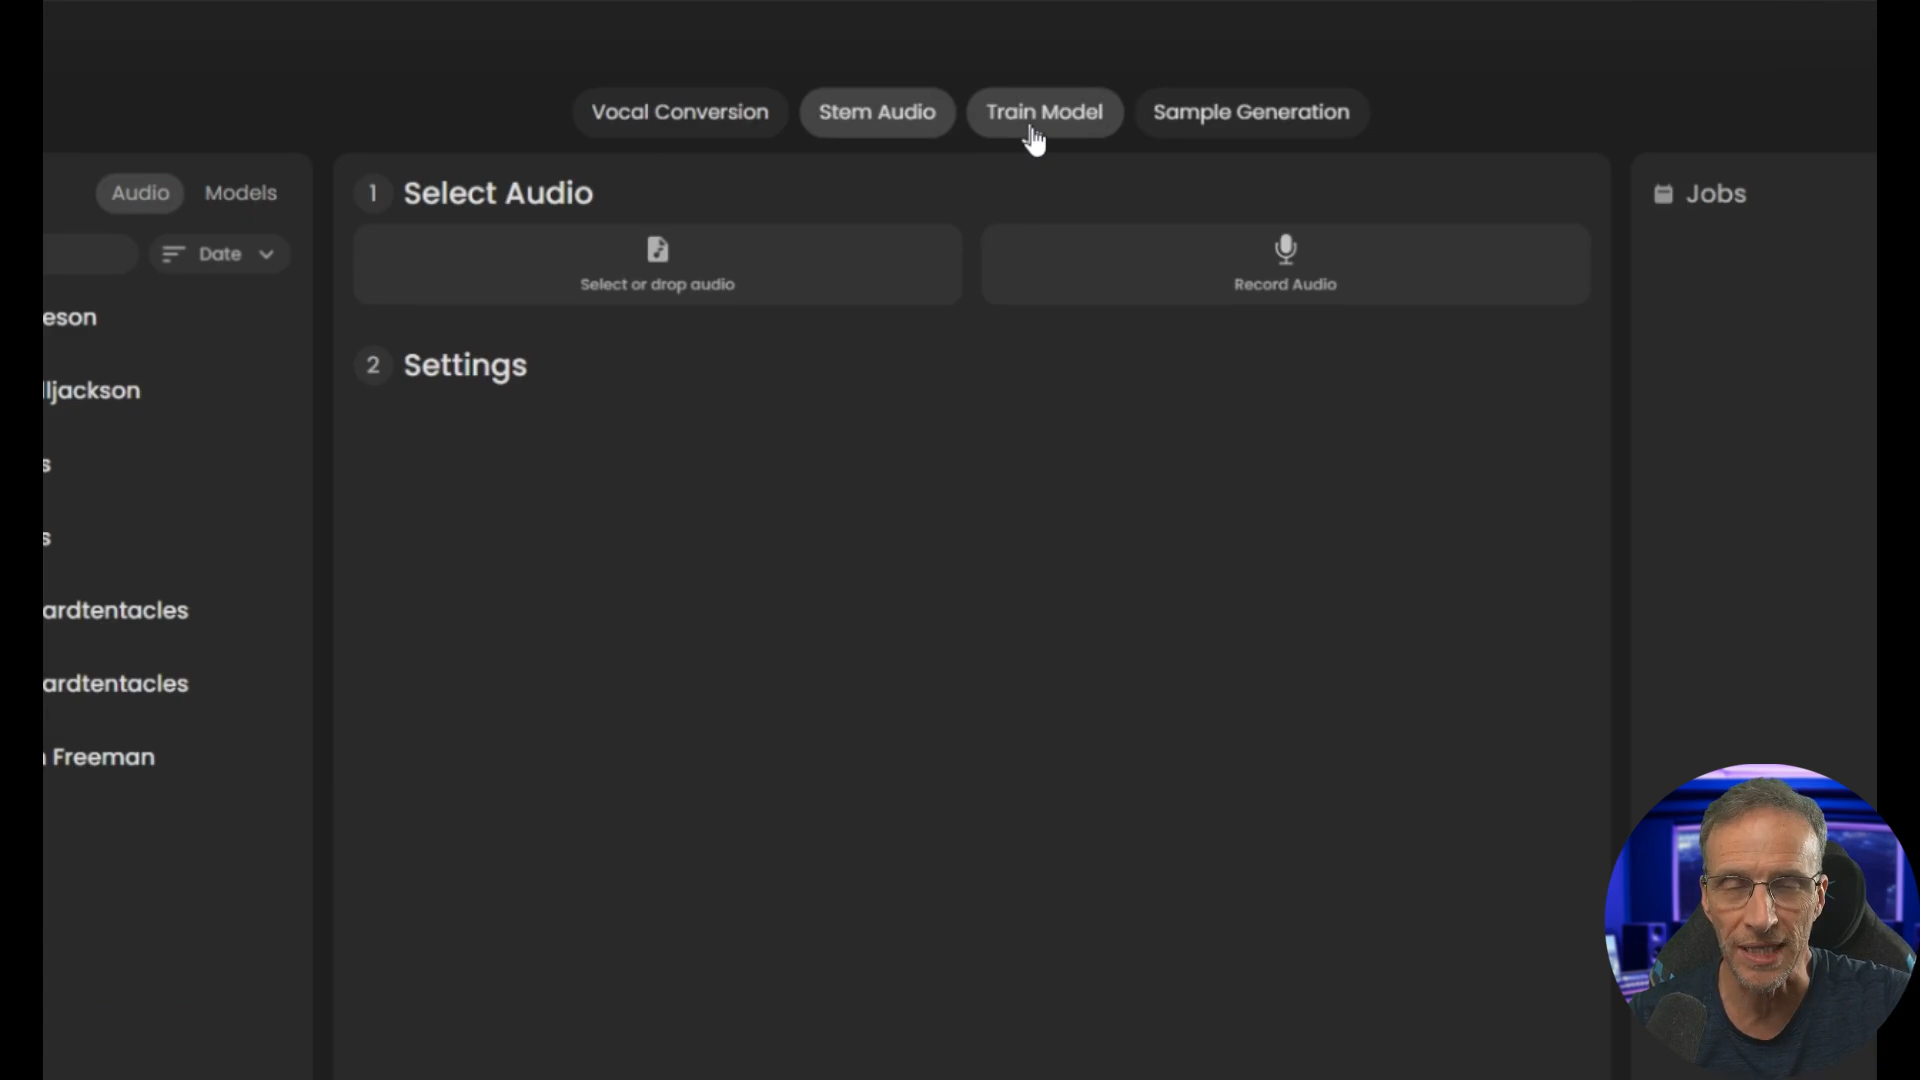 Vocal Conversion
Stem Audio
Train Model
Sample Generation
Audio
Models
Date
eson
lljackson
s
s
ardtentacles
ardtentacles
Freeman
1 Select Audio
Select or drop audio
Record Audio
2 Settings
Jobs